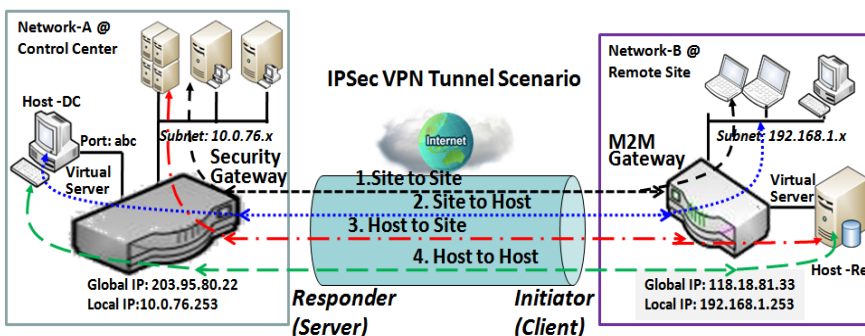 Network-A @
Control Center
Host -DC
Port: abc
Subnet: 10.0.76.x
Virtual
Server
Security
Gateway
Global IP: 203.95.80.22
Local IP:10.0.76.253
IPSec VPN Tunnel Scenario
Internet
1.Site to Site
2. Site to Host
3. Host to Site
4. Host to Host
Responder
(Server)
Initiator
(Client)
Network-B @
Remote Site
Subnet: 192.168.1.x
M2M
Gateway
Virtual
Server
Host -Re
Global IP: 118.18.81.33
Local IP: 192.168.1.253